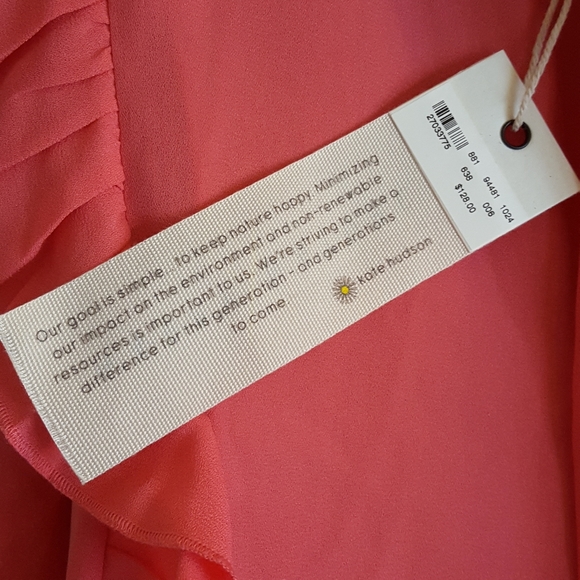 Our goal is simple... to keep nature happy. Minimizing
our impact on the environment and non-renewable
resources is important to us. We're striving to make a
difference for this generation - and generations
to come.
kate hudson
27033775
881 94481 1024
638 006
$128.00